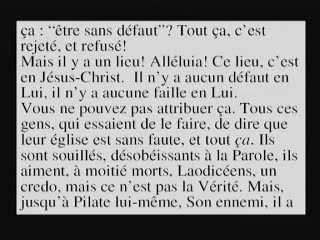 ça : “être sans défaut”? Tout ça, c’est
rejeté, et refusé!
Mais il y a un lieu! Alléluia! Ce lieu, c’est
en Jésus-Christ.  Il n’y a aucun défaut en
Lui, il n’y a aucune faille en Lui.
Vous ne pouvez pas attribuer ça. Tous ces
gens, qui essaient de le faire, de dire que
leur église est sans faute, et tout ça. Ils
sont souillés, désobéissants à la Parole, ils
aiment, à moitié morts, Laodicéens, un
credo, mais ce n’est pas la Vérité. Mais,
jusqu’à Pilate lui-même, Son ennemi, il a